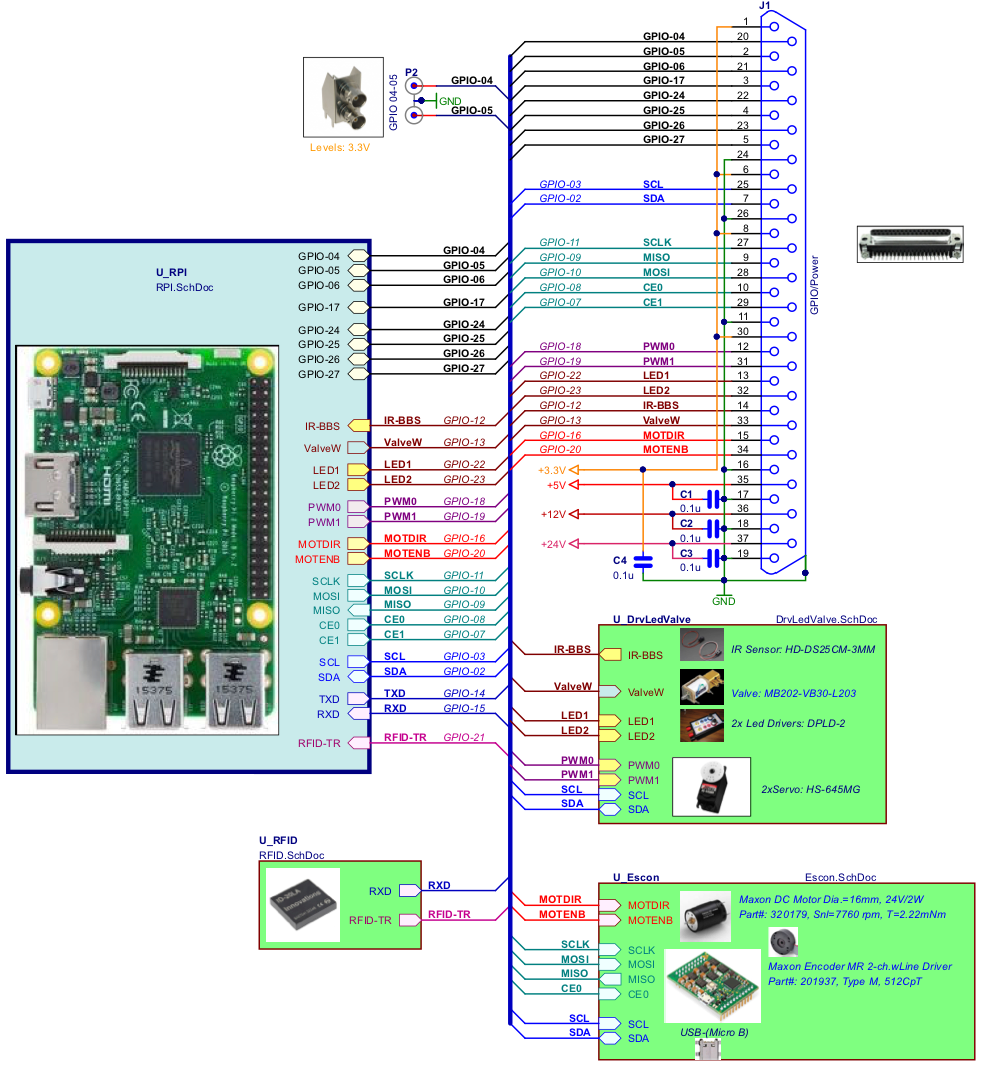 J1
1
20
GPIO-04
2
GPIO-05
21
GPIO-06
3
GPIO-17
22
GPIO-24
4
GPIO-25
23
GPIO-26
5
GPIO-27
24
6
25
GPIO-03 SCL
7
GPIO-02 SDA
26
8
27
GPIO-11 SCLK
9
GPIO-09 MISO
28
GPIO-10 MOSI
10
GPIO-08 CE0
29
GPIO-07 CE1
11
30
12
GPIO-18 PWM0
31
GPIO-19 PWM1
13
GPIO-22 LED1
32
GPIO-23 LED2
14
GPIO-12 IR-BBS
33
GPIO-13 ValveW
15
GPIO-16 MOTDIR
34
GPIO-20 MOTENB
16
35
17
36
18
37
19
GPIO/Power
+3.3V
+5V
+12V
+24V
C1
0.1u
C2
0.1u
C3
0.1u
C4
0.1u
GND
P2
GPIO 04-05
GPIO-04
GND
GPIO-05
Levels: 3.3V
U_RPI
RPI.SchDoc
GPIO-04 GPIO-04
GPIO-05 GPIO-05
GPIO-06 GPIO-06
GPIO-17 GPIO-17
GPIO-24 GPIO-24
GPIO-25 GPIO-25
GPIO-26 GPIO-26
GPIO-27 GPIO-27
IR-BBS IR-BBS GPIO-12
ValveW ValveW GPIO-13
LED1 LED1 GPIO-22
LED2 LED2 GPIO-23
PWM0 PWM0 GPIO-18
PWM1 PWM1 GPIO-19
MOTDIR MOTDIR GPIO-16
MOTENB MOTENB GPIO-20
SCLK SCLK GPIO-11
MOSI MOSI GPIO-10
MISO MISO GPIO-09
CE0 CE0 GPIO-08
CE1 CE1 GPIO-07
SCL SCL GPIO-03
SDA SDA GPIO-02
TXD TXD GPIO-14
RXD RXD GPIO-15
RFID-TR RFID-TR GPIO-21
FCC
CE
HDMI
15375
15375
U_DrvLedValve DrvLedValve.SchDoc
IR-BBS IR-BBS IR Sensor: HD-DS25CM-3MM
ValveW ValveW Valve: MB202-VB30-L203
LED1 LED1 2x Led Drivers: DPLD-2
LED2 LED2
PWM0 PWM0
PWM1 PWM1
SCL SCL 2xServo: HS-645MG
SDA SDA
U_RFID
RFID.SchDoc
ID-20LA
Innovations
RXD RXD
RFID-TR RFID-TR
U_Escon Escon.SchDoc
MOTDIR MOTDIR Maxon DC Motor Dia.=16mm, 24V/2W
MOTENB MOTENB Part#: 320179, Snl=7760 rpm, T=2.22mNm
SCLK SCLK
MOSI MOSI Maxon Encoder MR 2-ch.wLine Driver
MISO MISO Part#: 201937, Type M, 512CpT
CE0 CE0
SCL SCL
SDA SDA USB-(Micro B)